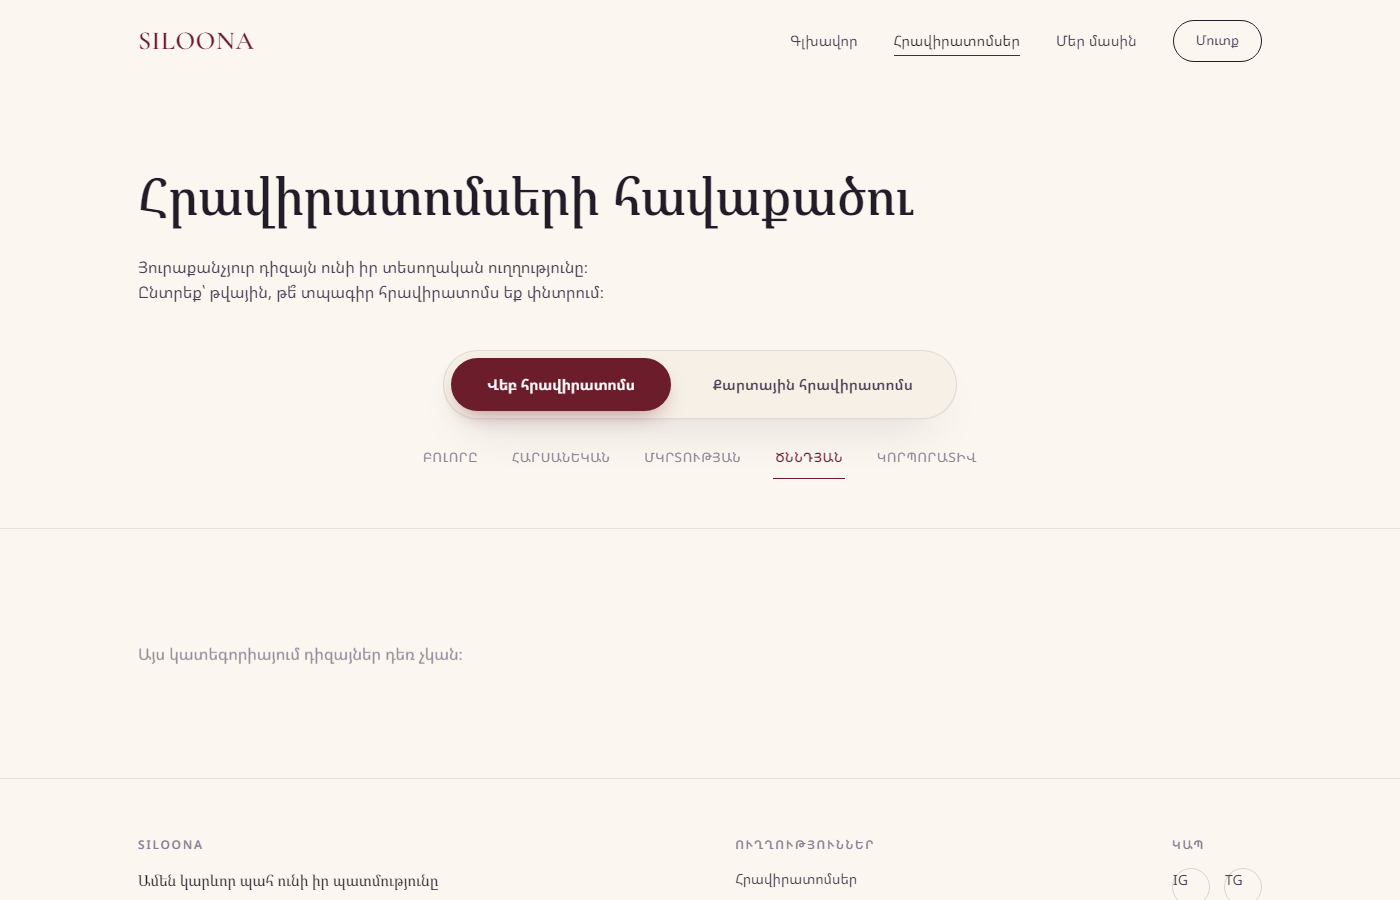 SILOONA
Գլխավոր
Հրավիրատոմսեր
Մեր մասին
Մուտք
Հրավիրատոմսերի հավաքածու
Յուրաքանչյուր դիզայն ունի իր տեսողական ուղղությունը։
Ընտրեք՝ թվային, թե՞ տպագիր հրավիրատոմս եք փնտրում։
Վեբ հրավիրատոմս
Քարտային հրավիրատոմս
ԲՈԼՈՐԸ
ՀԱՐՍԱՆԵԿԱՆ
ՄԿՐՏՈՒԹՅԱՆ
ԾՆՆԴՅԱՆ
ԿՈՐՊՈՐԱՏԻՎ
Այս կատեգորիայում դիզայներ դեռ չկան։
SILOONA
ՈՒՂՂՈՒԹՅՈՒՆՆԵՐ
ԿԱՊ
Ամեն կարևոր պահ ունի իր պատմությունը
Հրավիրատոմսեր
IG
TG